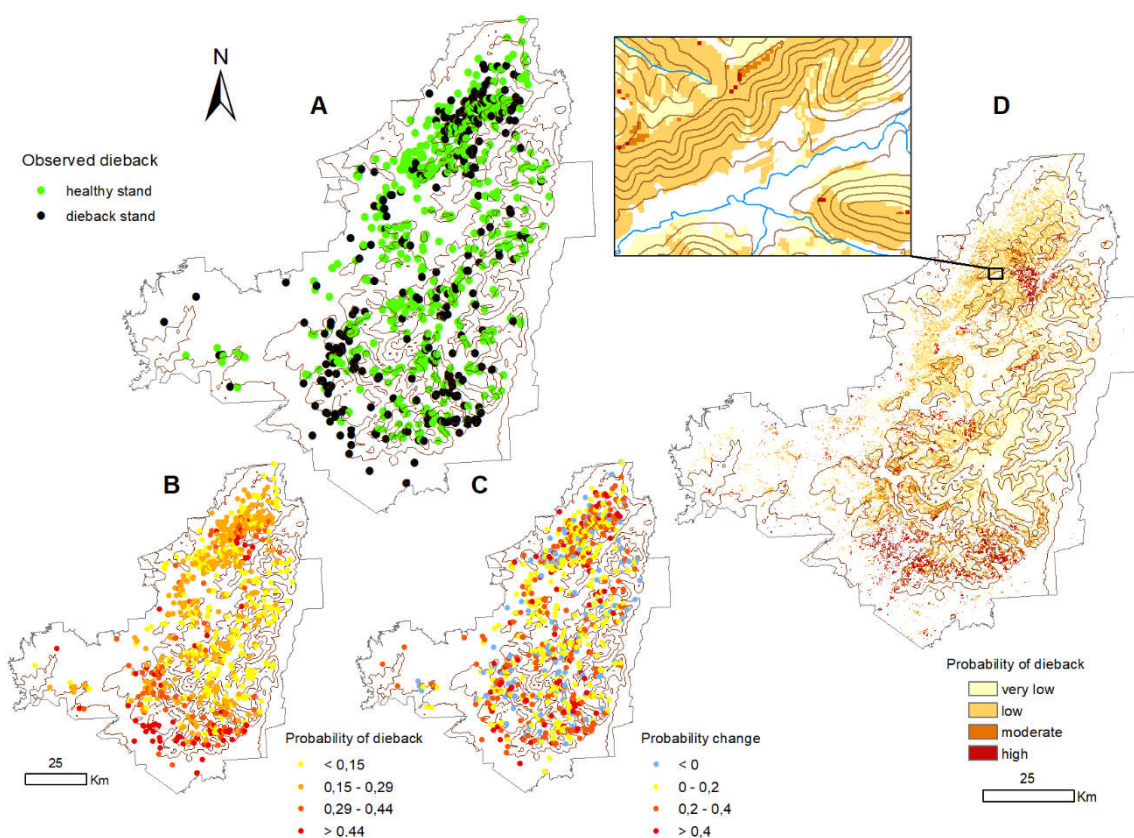 N
A
Observed dieback
healthy stand
dieback stand
D
B
C
25
Km
Probability of dieback
< 0,15
0,15 - 0,29
0,29 - 0,44
> 0.44
Probability change
< 0
0 - 0,2
0,2 - 0,4
> 0,4
Probability of dieback
very low
low
moderate
high
25
Km